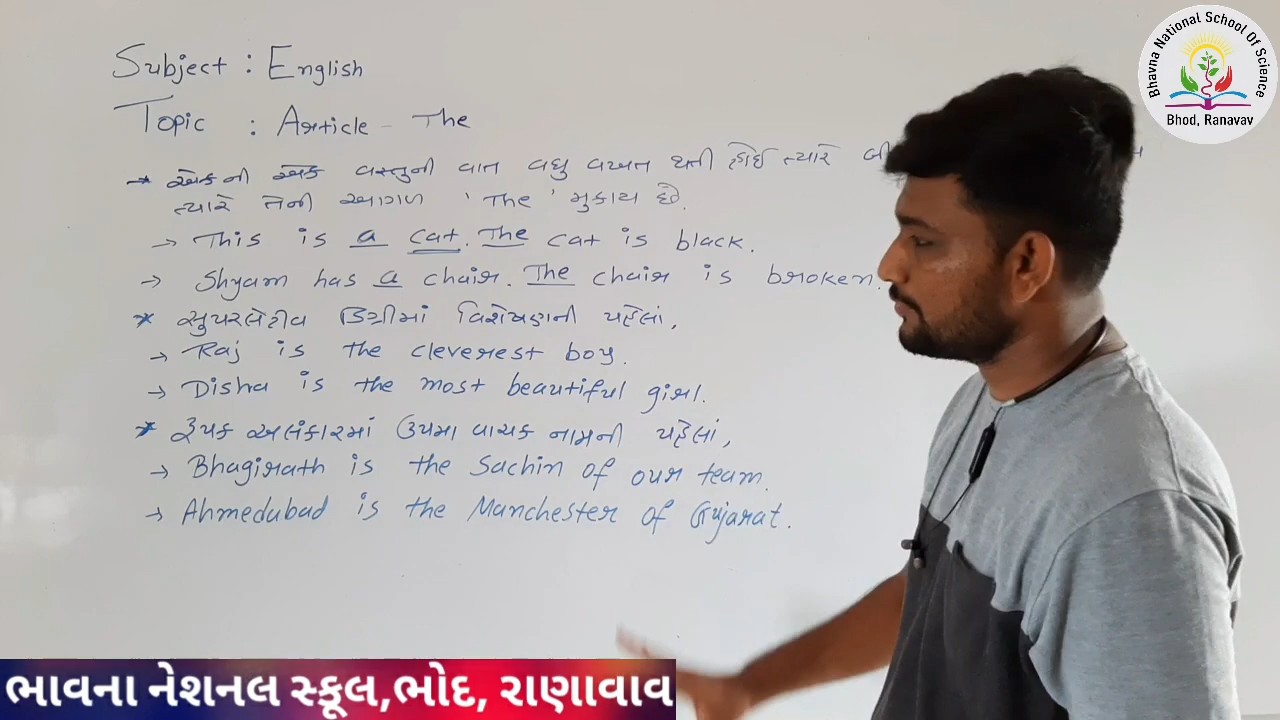 Subject : English
Topic : Article - The
→ એકની એક વસ્તુની વાત વધુ વખત થતી હોઈ ત્યારે
ત્યારે તેની આગળ 'The' મુકાય છે.
→ This is a cat. The cat is black.
→ Shyam has a chair. The chair is broken.
* સુપરલેટીવ ડિગ્રીમાં વિશેષણની પહેલાં,
→ Raj is the cleverest boy.
→ Disha is the most beautiful girl.
* રૂપક અલંકારમાં ઉપમા વાચક નામની પહેલાં,
→ Bhagirath is the Sachin of our team.
→ Ahmedabad is the Manchester of Gujarat.
Bhavna National School Of Science
Bhod, Ranavav
ભાવના નેશનલ સ્કૂલ,ભોદ, રાણાવાવ